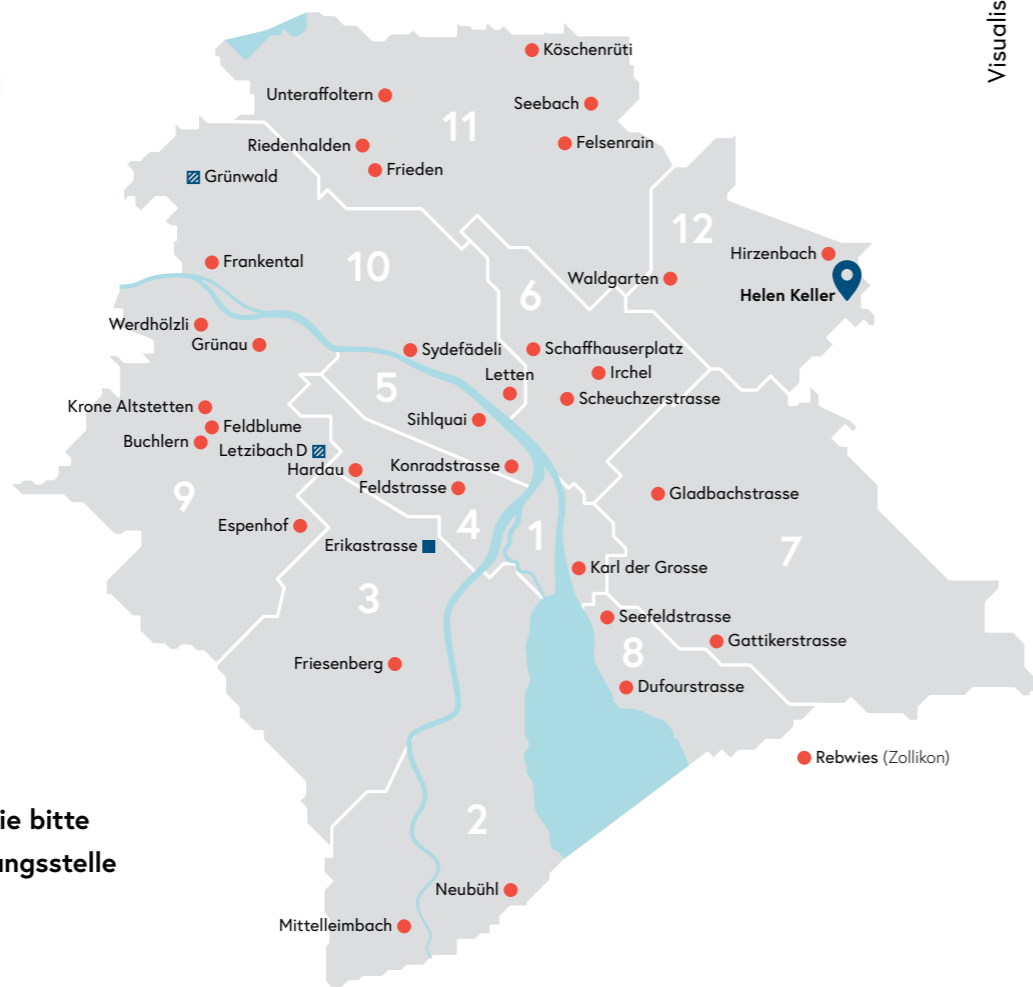 Visualis
Köschenrüti
Unteraffoltern
Seebach
11
Riedenhalden
Felsenrain
Frieden
Grünwald
12
Hirzenbach
Frankental
10
Waldgarten
6
Helen Keller
Werdhölzli
Grünau
Sydefädeli
Schaffhauserplatz
Letten
Irchel
5
Scheuchzerstrasse
Krone Altstetten
Sihlquai
Feldblume
Buchlern
Letzibach D
Hardau
Konradstrasse
Feldstrasse
Gladbachstrasse
9
Espenhof
4
1
Erikastrasse
7
Karl der Grosse
3
Seefeldstrasse
Gattikerstrasse
8
Friesenberg
Dufourstrasse
Rebwies (Zollikon)
ie bitte
2
ungsstelle
Neubühl
Mittelleimbach